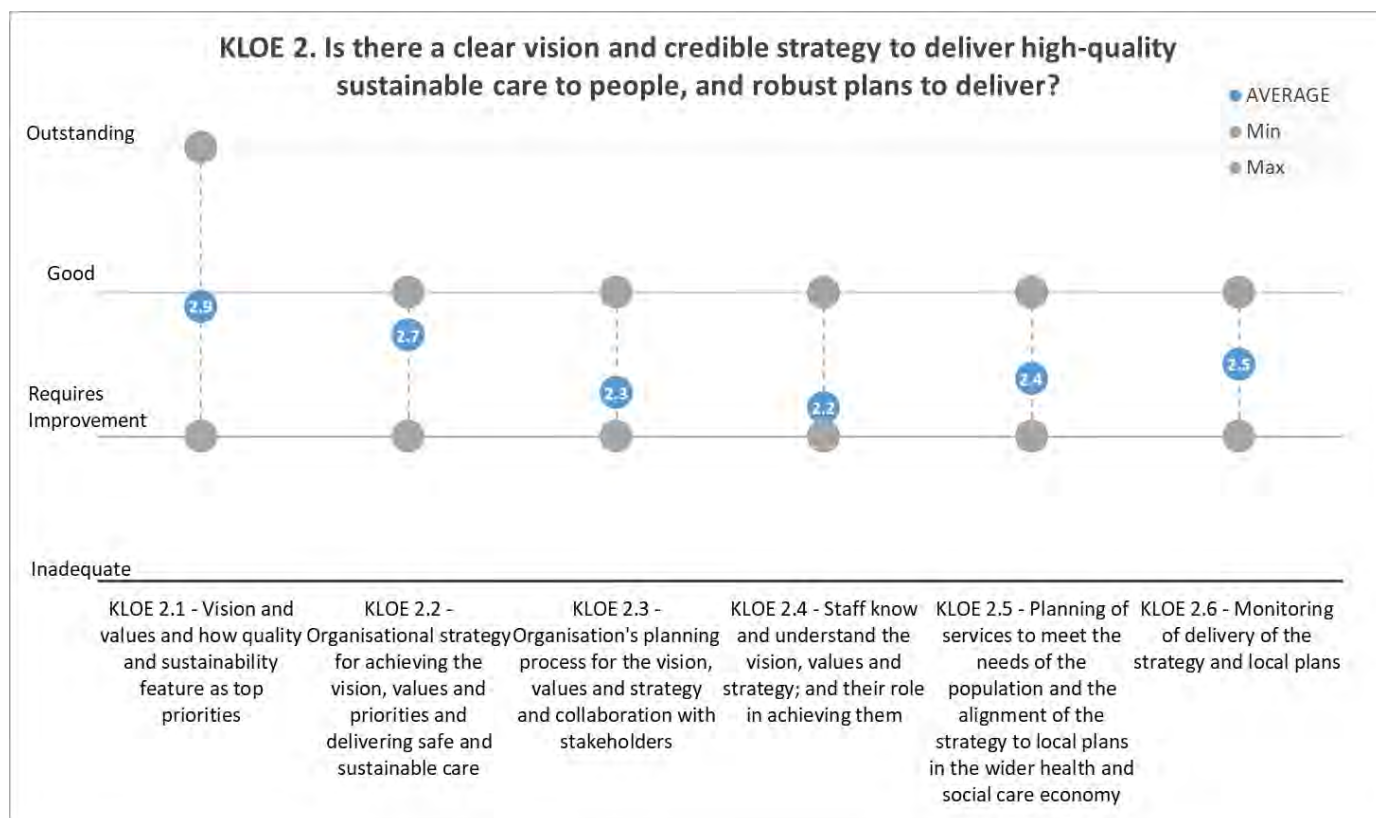 KLOE 2. Is there a clear vision and credible strategy to deliver high-quality
sustainable care to people, and robust plans to deliver?
AVERAGE
Min
Max
Outstanding
Good
Requires
Improvement
Inadequate
2.9
2.7
2.3
2.2
2.4
2.5
KLOE 2.1 - Vision and
values and how quality
and sustainability
feature as top
priorities
KLOE 2.2 -
Organisational strategy
for achieving the
vision, values and
priorities and
delivering safe and
sustainable care
KLOE 2.3 -
Organisation's planning
process for the vision,
values and strategy
and collaboration with
stakeholders
KLOE 2.4 - Staff know
and understand the
vision, values and
strategy; and their role
in achieving them
KLOE 2.5 - Planning of
services to meet the
needs of the
population and the
alignment of the
strategy to local plans
in the wider health and
social care economy
KLOE 2.6 - Monitoring
of delivery of the
strategy and local plans